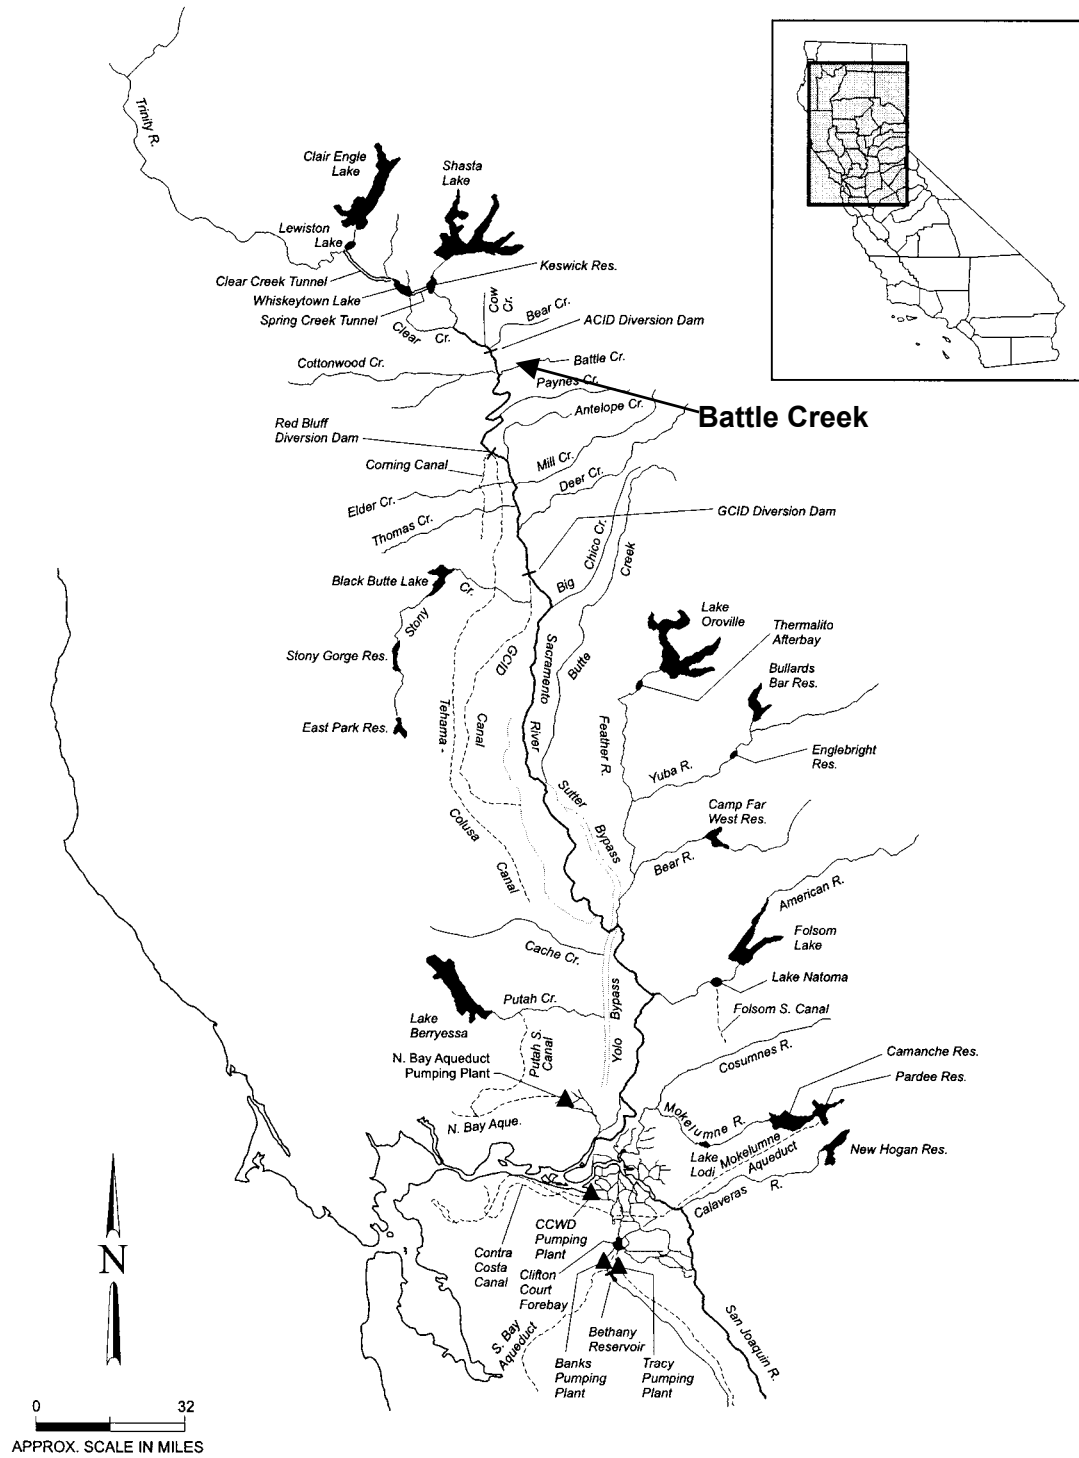 Trinity R.
Clair Engle
Lake
Shasta
Lake
Lewiston
Lake
Clear Creek Tunnel
Whiskeytown Lake
Spring Creek Tunnel
Keswick Res.
Cow
Cr.
Bear Cr.
Clear
Cr.
ACID Diversion Dam
Cottonwood Cr.
Battle Cr.
Paynes Cr.
Battle Creek
Antelope Cr.
Red Bluff
Diversion Dam
Corning Canal
Mill Cr.
Deer Cr.
Elder Cr.
Thomas Cr.
GCID Diversion Dam
Big
Chico Cr.
Creek
Butte
Black Butte Lake
Cr.
Stony
Stony Gorge Res.
East Park Res.
GCID
Canal
Tehama -
Colusa
Canal
Sacramento
River
Lake
Oroville
Thermalito
Afterbay
Bullards
Bar Res.
Feather R.
Yuba R.
Englebright
Res.
Sutter
Bypass
Camp Far
West Res.
Bear R.
American R.
Folsom
Lake
Lake Natoma
Folsom S. Canal
Cache Cr.
Putah Cr.
Lake
Berryessa
Putah S.
Canal
Yolo
Bypass
N. Bay Aqueduct
Pumping Plant
N. Bay Aque.
Cosumnes R.
Camanche Res.
Pardee Res.
Mokelumne R.
Lake
Lodi
Mokelumne
Aqueduct
New Hogan Res.
Calaveras
R.
CCWD
Pumping
Plant
Contra
Costa
Canal
Clifton
Court
Forebay
S. Bay
Aqueduct
Bethany
Reservoir
Banks
Pumping
Plant
Tracy
Pumping
Plant
San Joaquin R.
N
0
32
APPROX. SCALE IN MILES